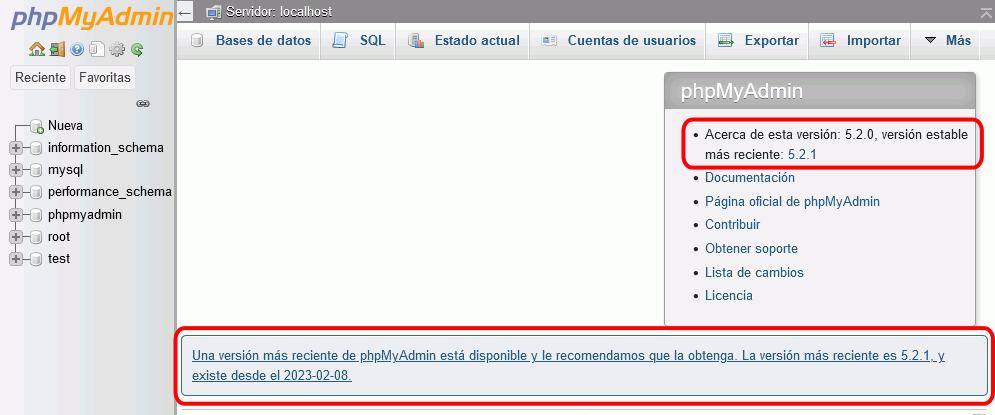 phpMyAdmin
Servidor: localhost
Bases de datos SQL Estado actual Cuentas de usuarios Exportar Importar Más
Reciente Favoritas
Nueva
information_schema
mysql
performance_schema
phpmyadmin
root
test
phpMyAdmin
Acerca de esta versión: 5.2.0, versión estable
más reciente: 5.2.1
Documentación
Página oficial de phpMyAdmin
Contribuir
Obtener soporte
Lista de cambios
Licencia
Una versión más reciente de phpMyAdmin está disponible y le recomendamos que la obtenga. La versión más reciente es 5.2.1, y
existe desde el 2023-02-08.